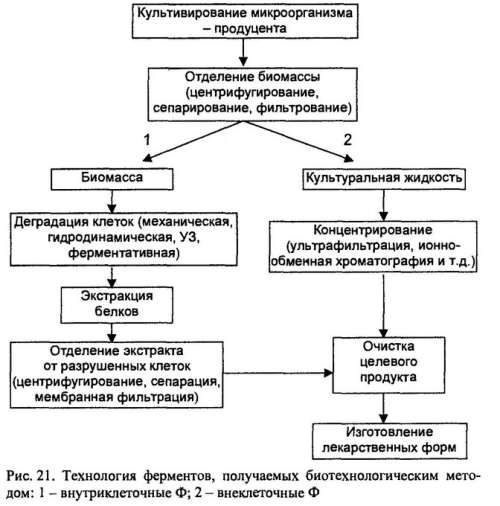 Культивирование микроорганизма
– продуцента
Отделение биомассы
(центрифугирование,
сепарирование, фильтрование)
1
2
Биомасса
Культуральная жидкость
Деградация клеток (механическая,
гидродинамическая, УЗ,
ферментативная)
Концентрирование
(ультрафильтрация, ионно-
обменная хроматография и т.д.)
Экстракция
белков
Отделение экстракта
от разрушенных клеток
(центрифугирование, сепарация,
мембранная фильтрация)
Очистка
целевого
продукта
Изготовление
лекарственных форм
Рис. 21. Технология ферментов, получаемых биотехнологическим мето-
дом: 1 – внутриклеточные Ф; 2 – внеклеточные Ф